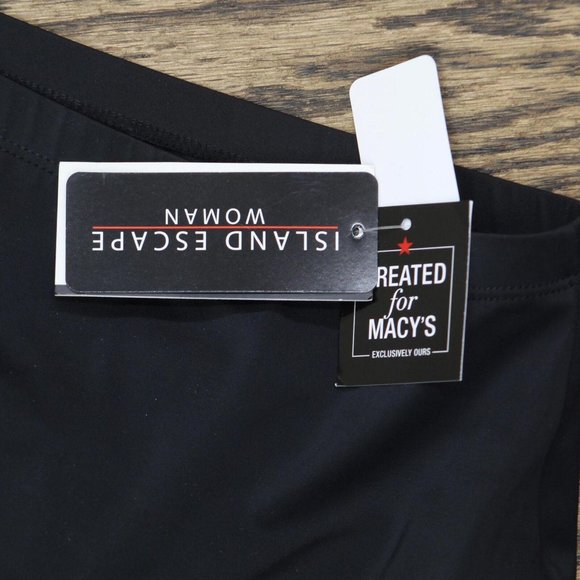 ISLAND ESCAPE
WOMAN
REATED
for
MACY'S
EXCLUSIVELY OURS